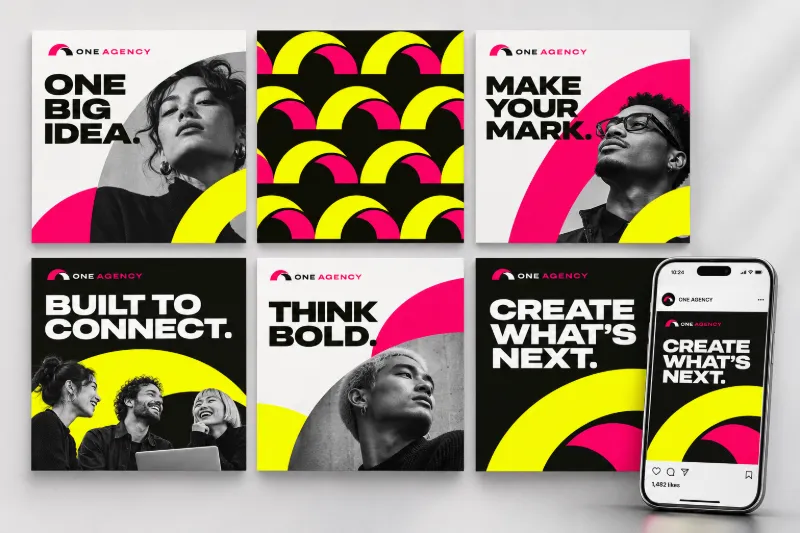 ONE AGENCY
ONE
BIG
IDEA.
ONE AGENCY
MAKE
YOUR
MARK.
ONE AGENCY
BUILT TO
CONNECT.
ONE AGENCY
THINK
BOLD.
ONE AGENCY
CREATE
WHAT'S
NEXT.
10:24
ONE AGENCY
ONE AGENCY
CREATE
WHAT'S
NEXT.
1,482 likes